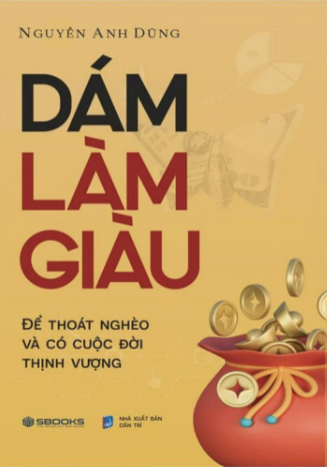 NGUYỄN ANH DŨNG
DÁM
LÀM
GIÀU
ĐỂ THOÁT NGHÈO
VÀ CÓ CUỘC ĐỜI
THỊNH VƯỢNG
SBOOKS
NHÀ XUẤT BẢN
DÂN TRÍ